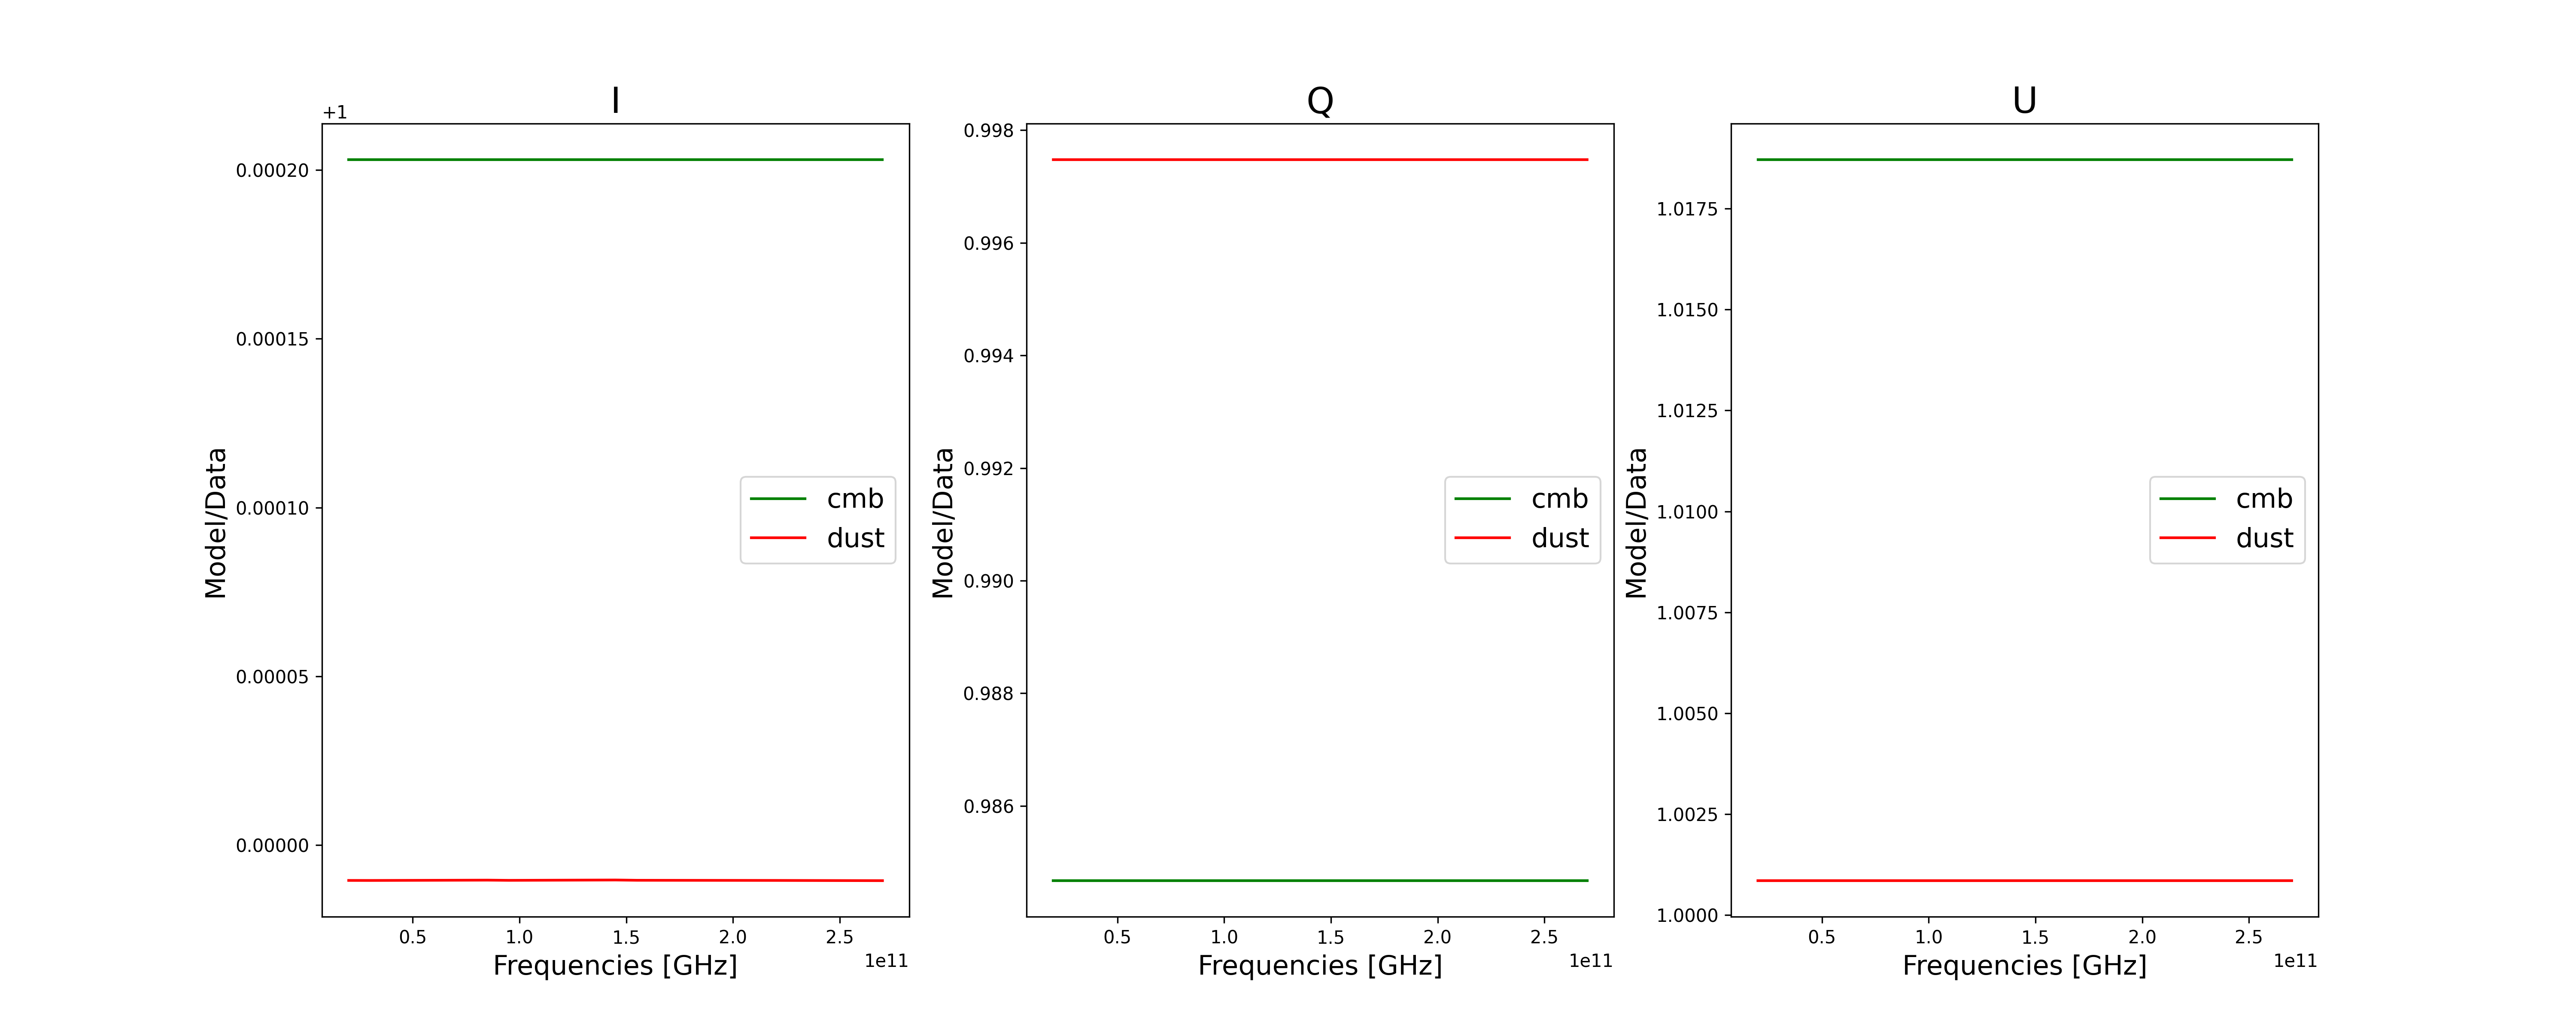 I
+1
0.00020
0.00015
0.00010
0.00005
0.00000
Model/Data
cmb
dust
0.5 1.0 1.5 2.0 2.5
1e11
Frequencies [GHz]
Q
0.998
0.996
0.994
0.992
0.990
0.988
0.986
Model/Data
cmb
dust
0.5 1.0 1.5 2.0 2.5
1e11
Frequencies [GHz]
U
1.0175
1.0150
1.0125
1.0100
1.0075
1.0050
1.0025
1.0000
Model/Data
cmb
dust
0.5 1.0 1.5 2.0 2.5
1e11
Frequencies [GHz]